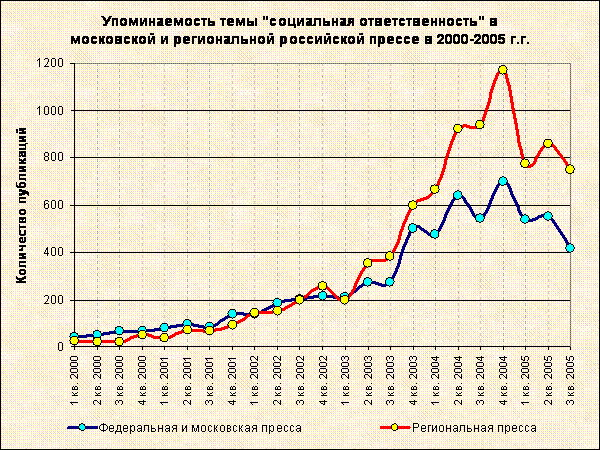 Упоминаемость темы "социальная ответственность" в
московской и региональной российской прессе в 2000-2005 г.г.
Количество публикаций
1200
1000
800
600
400
200
0
1 кв. 2000
2 кв. 2000
3 кв. 2000
4 кв. 2000
1 кв. 2001
2 кв. 2001
3 кв. 2001
4 кв. 2001
1 кв. 2002
2 кв. 2002
3 кв. 2002
4 кв. 2002
1 кв. 2003
2 кв. 2003
3 кв. 2003
4 кв. 2003
1 кв. 2004
2 кв. 2004
3 кв. 2004
4 кв. 2004
1 кв. 2005
2 кв. 2005
3 кв. 2005
Федеральная и московская пресса
Региональная пресса